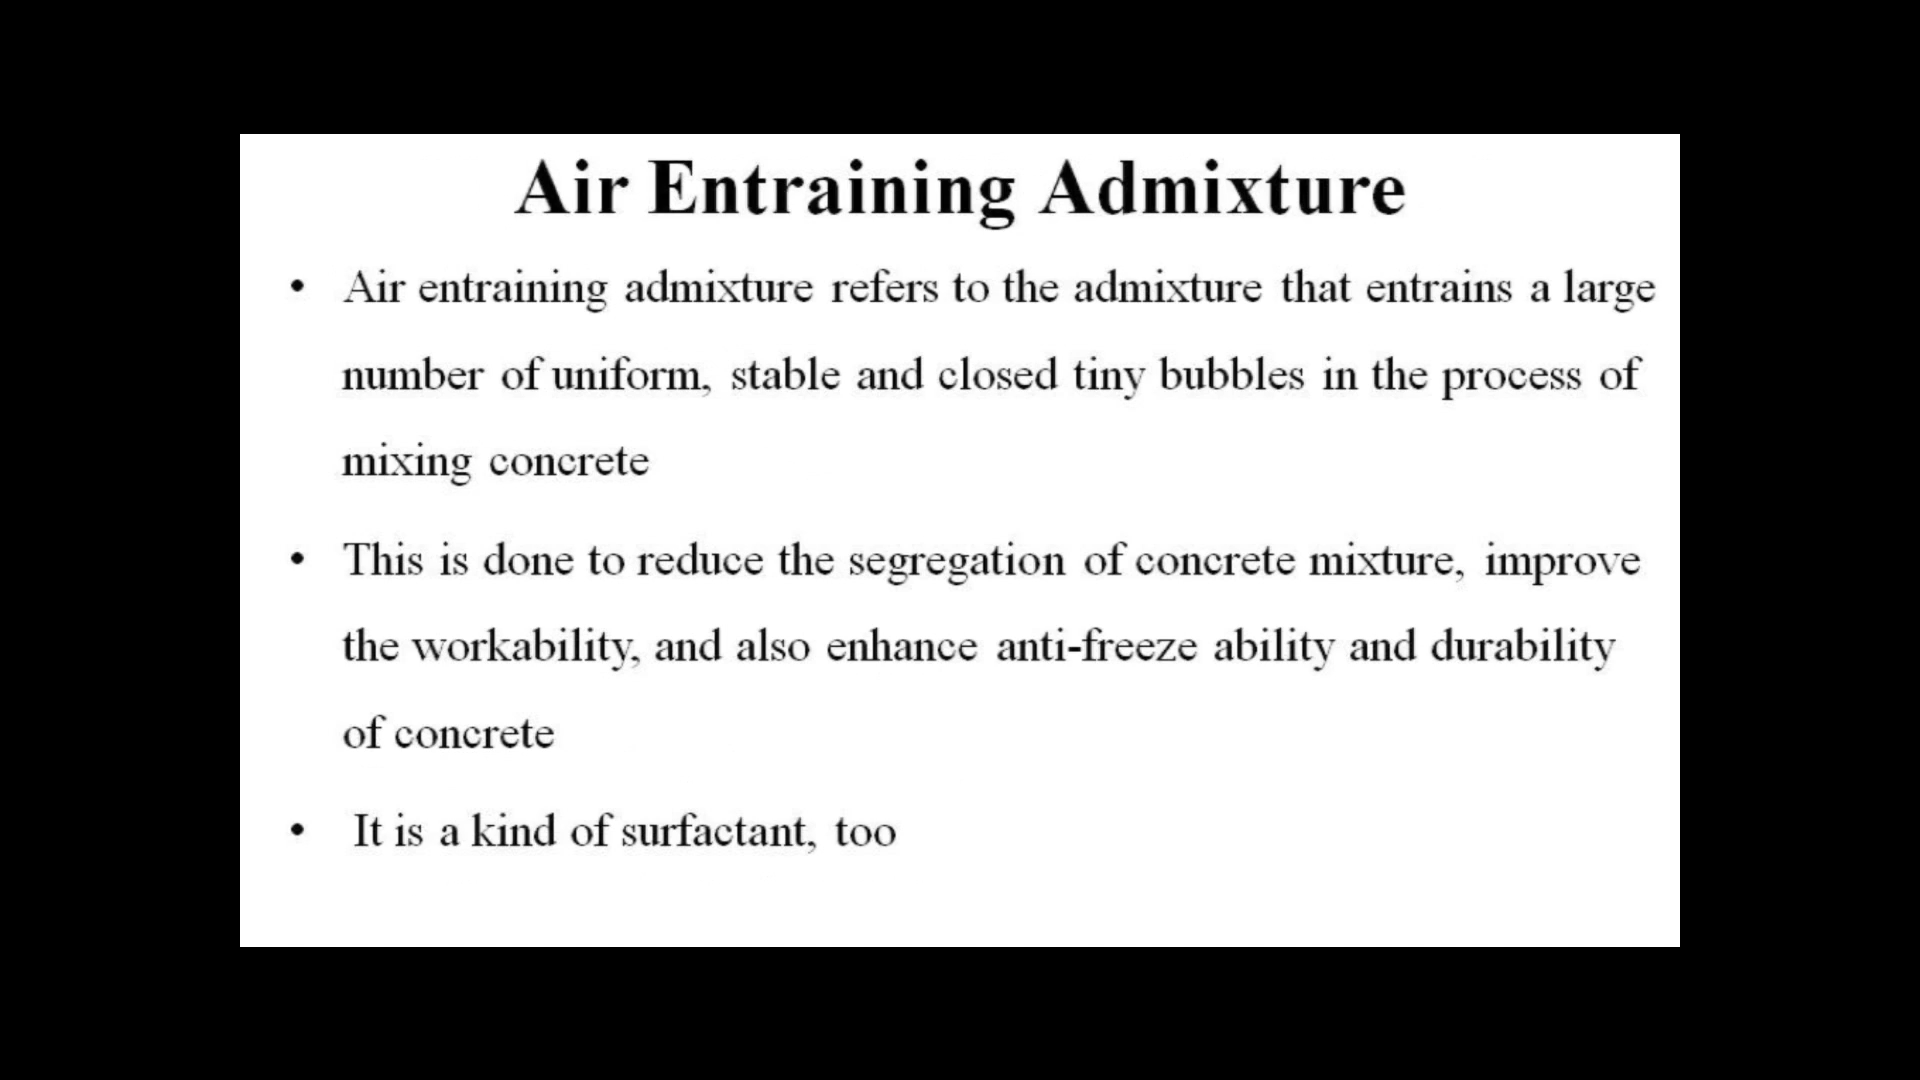 Air Entraining Admixture
• Air entraining admixture refers to the admixture that entrains a large
number of uniform, stable and closed tiny bubbles in the process of
mixing concrete
• This is done to reduce the segregation of concrete mixture, improve
the workability, and also enhance anti-freeze ability and durability
of concrete
• It is a kind of surfactant, too